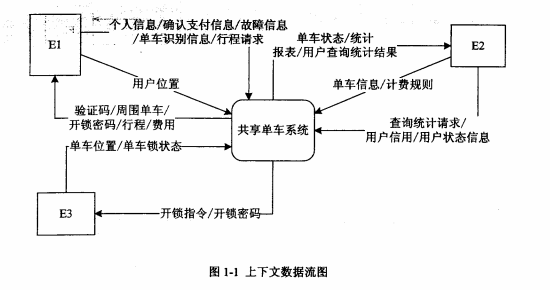 个人信息/确认支付信息/故障信息
/单车识别信息/行程请求
单车状态/统计
报表/用户查询统计结果
E1
E2
用户位置
单车信息/计费规则
验证码/周围单车/
开锁密码/行程/费用
共享单车系统
查询统计请求/
用户信用/用户状态信息
单车位置/单车锁状态
E3
开锁指令/开锁密码
图 1-1 上下文数据流图